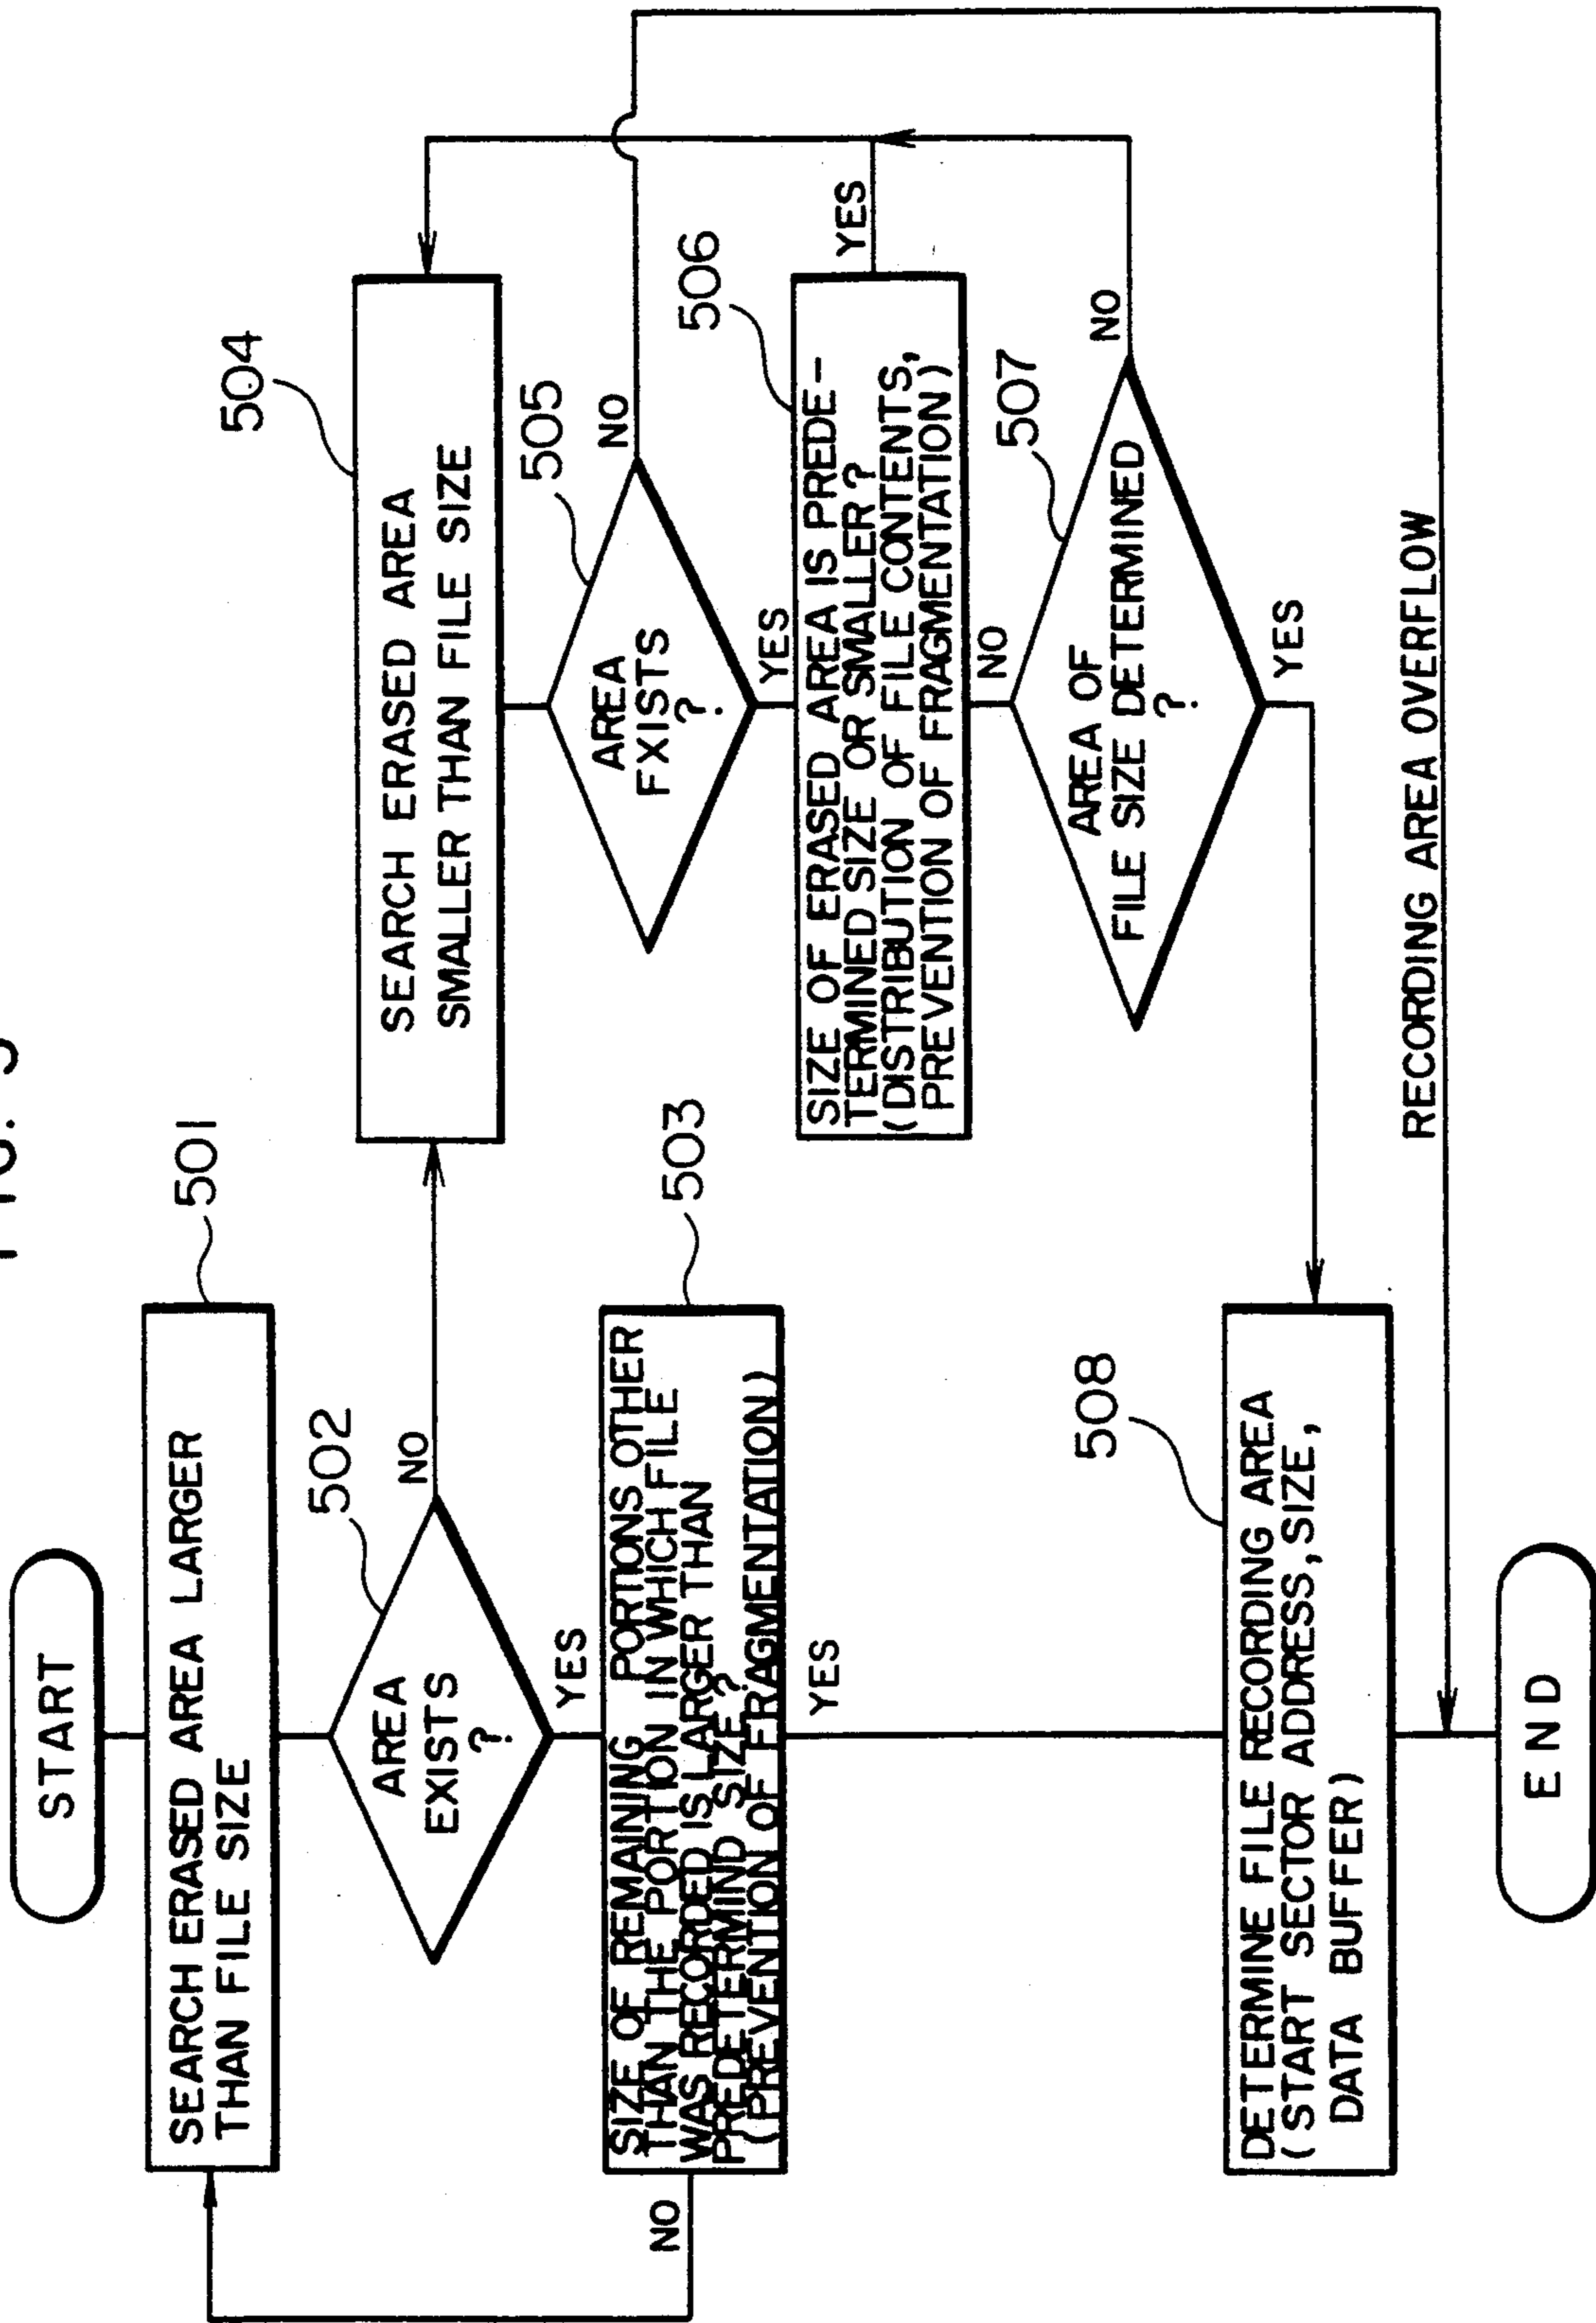 START
SEARCH ERASED AREA LARGER
THAN FILE SIZE
501
AREA
EXISTS
?
502
NO
YES
SIZE OF REMAINING PORTIONS OTHER
THAN THE PORTION IN WHICH FILE
WAS RECORDED IS LARGER THAN
PREDETERMIND SIZE?
(PREVENTION OF FRAGMENTATION)
503
NO
YES
SEARCH ERASED AREA
SMALLER THAN FILE SIZE
504
AREA
FXISTS
?
505
NO
YES
SIZE OF ERASED AREA IS PREDE-
TERMINED SIZE OR SMALLER?
(DISTRIBUTION OF FILE CONTENTS,
PREVENTION OF FRAGMENTATION)
506
YES
NO
AREA OF
FILE SIZE DETERMINED
?
507
NO
YES
DETERMINE FILE RECORDING AREA
(START SECTOR ADDRESS,SIZE,
DATA BUFFER)
508
RECORDING AREA OVERFLOW
END